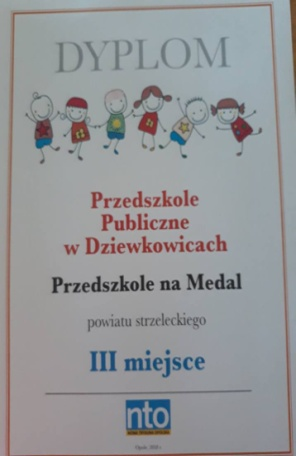 DYPLOM
Przedszkole
Publiczne
w Dziewkowicach
Przedszkole na Medal
powiatu strzeleckiego
III miejsce
nto